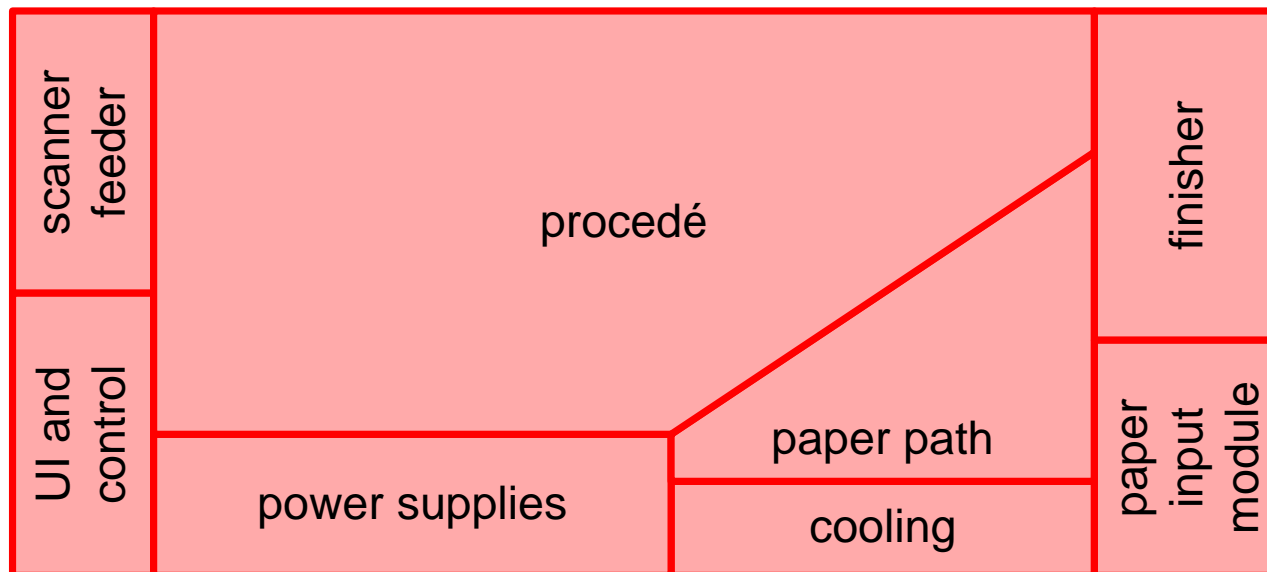 scanner
feeder
procedé
finisher
UI and
control
power supplies
paper path
cooling
paper
input
module